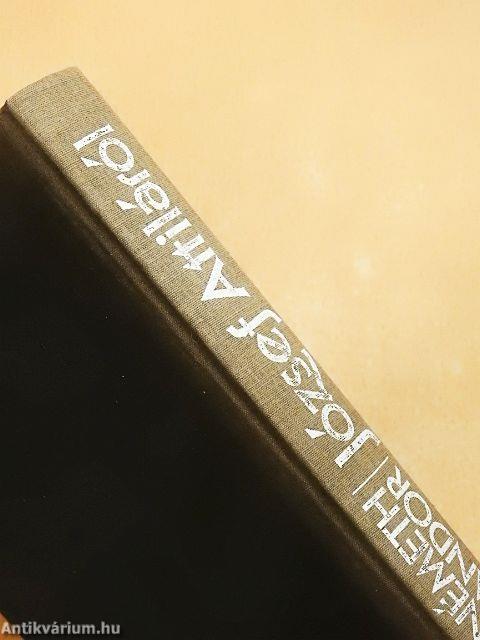 NÉMETH
ANDOR
József Attiláról
Antikvárium.hu